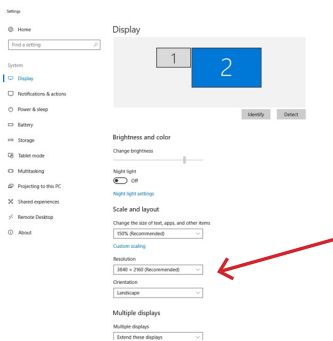 Settings
Home
Find a setting
System
Display
Notifications & actions
Power & sleep
Battery
Storage
Tablet mode
Multitasking
Projecting to this PC
Shared experiences
Remote Desktop
About
Display
1
2
Identify
Detect
Brightness and color
Change brightness
Night light
Off
Night light settings
Scale and layout
Change the size of text, apps, and other items
150% (Recommended)
Custom scaling
Resolution
3840 × 2160 (Recommended)
Orientation
Landscape
Multiple displays
Multiple displays
Extend these displays